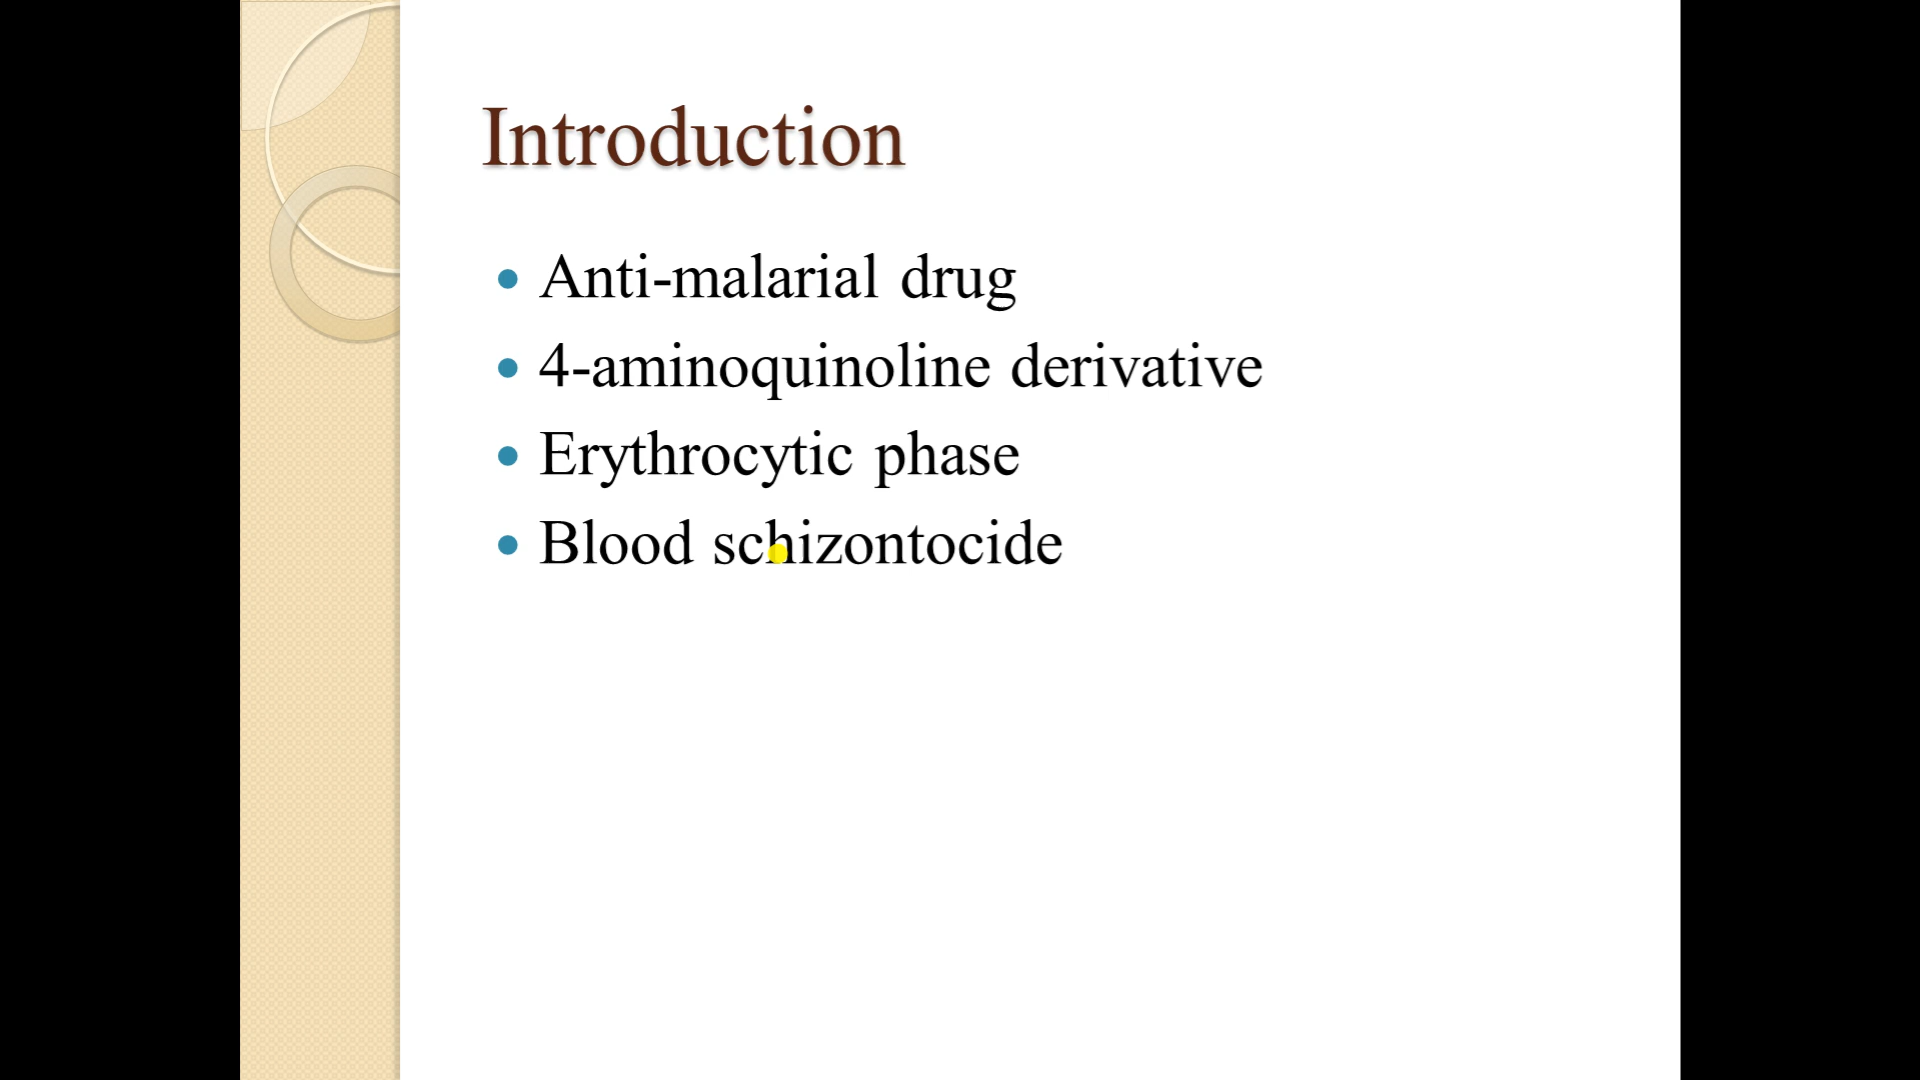 Introduction
Anti-malarial drug
4-aminoquinoline derivative
Erythrocytic phase
Blood schizontocide